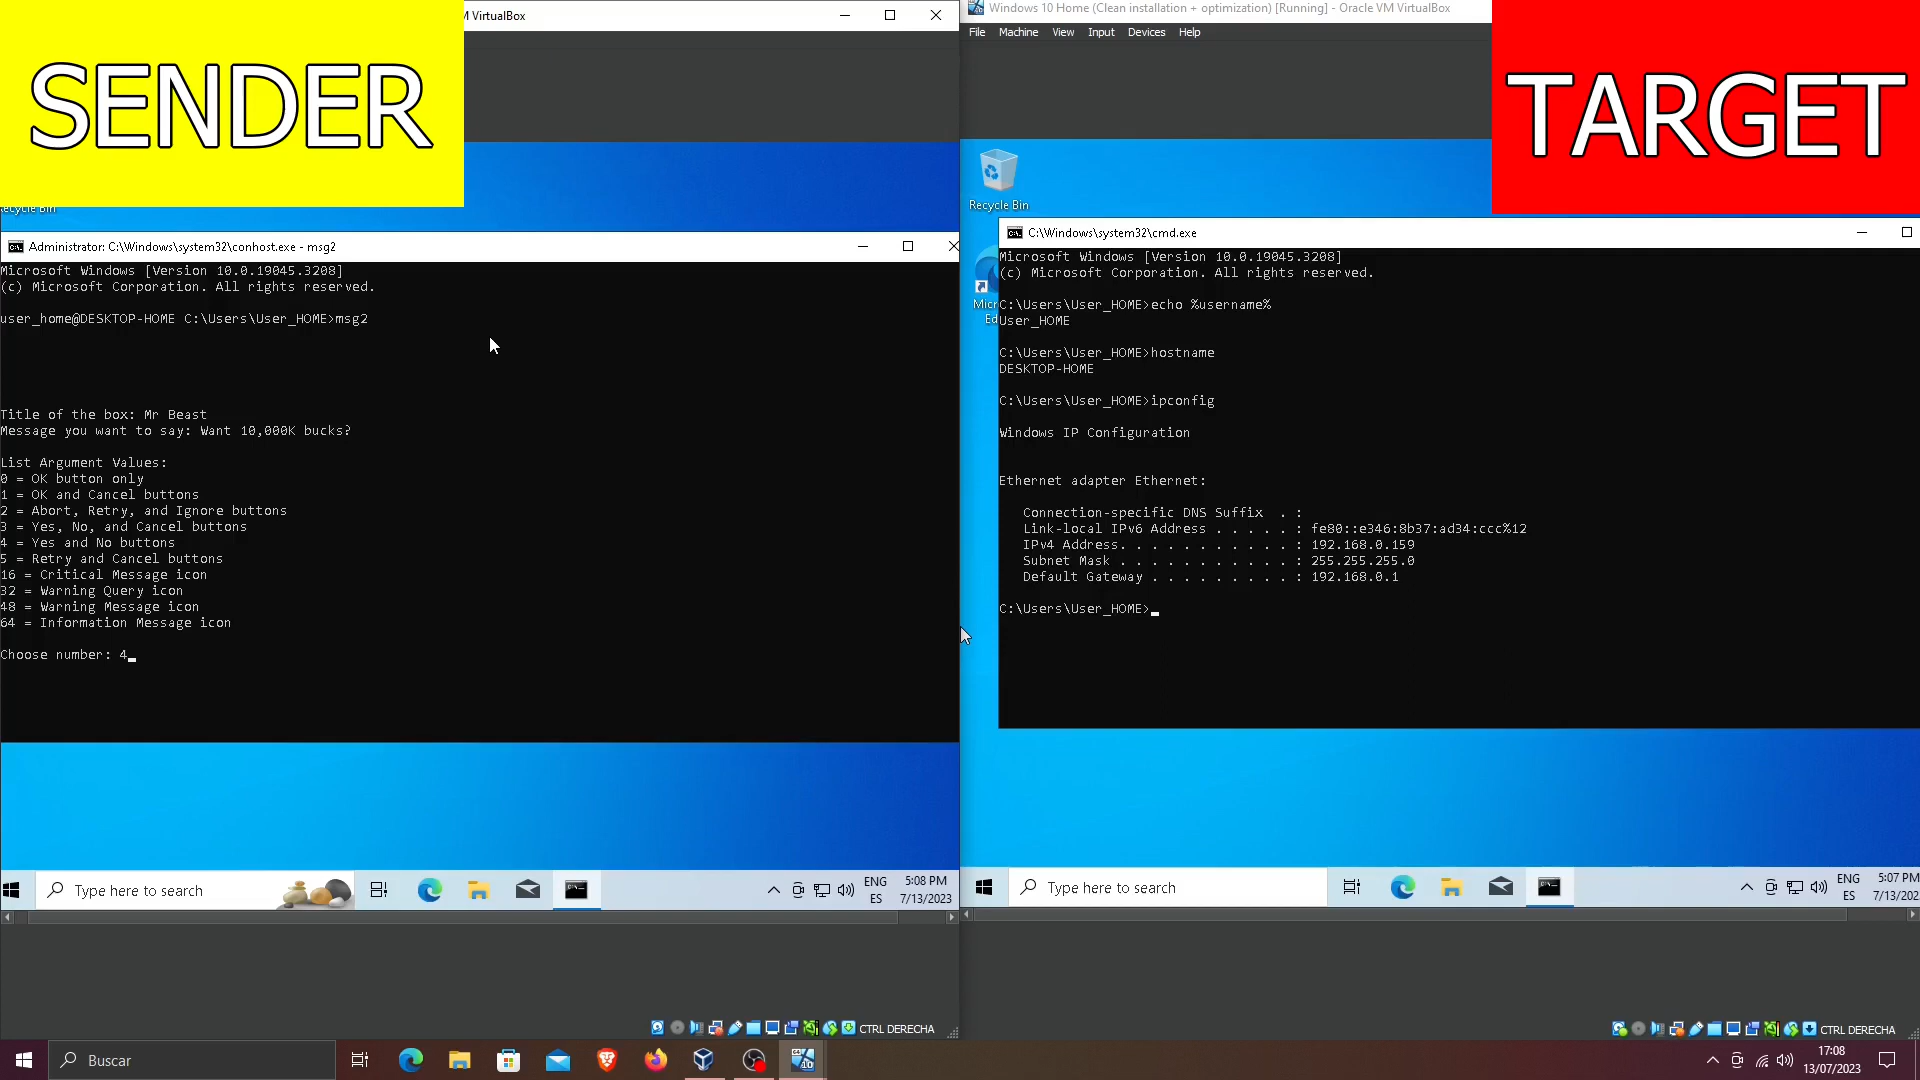 SENDER
M VirtualBox
Recycle Bin
Administrator: C:\Windows\system32\conhost.exe - msg2
Microsoft Windows [Version 10.0.19045.3208]
(c) Microsoft Corporation. All rights reserved.
user_home@DESKTOP-HOME C:\Users\User_HOME>msg2
Title of the box: Mr Beast
Message you want to say: Want 10,000K bucks?
List Argument Values:
0 = OK button only
1 = OK and Cancel buttons
2 = Abort, Retry, and Ignore buttons
3 = Yes, No, and Cancel buttons
4 = Yes and No buttons
5 = Retry and Cancel buttons
16 = Critical Message icon
32 = Warning Query icon
48 = Warning Message icon
64 = Information Message icon
Choose number: 4
Type here to search
ENG
ES
5:08 PM
7/13/2023
CTRL DERECHA
Windows 10 Home (Clean installation + optimization) [Running] - Oracle VM VirtualBox
File Machine View Input Devices Help
TARGET
Recycle Bin
Micr
Ed
C:\Windows\system32\cmd.exe
Microsoft Windows [Version 10.0.19045.3208]
(c) Microsoft Corporation. All rights reserved.
C:\Users\User_HOME>echo %username%
User_HOME
C:\Users\User_HOME>hostname
DESKTOP-HOME
C:\Users\User_HOME>ipconfig
Windows IP Configuration
Ethernet adapter Ethernet:
Connection-specific DNS Suffix . :
Link-local IPv6 Address . . . . . : fe80::e346:8b37:ad34:ccc%12
IPv4 Address. . . . . . . . . . . : 192.168.0.159
Subnet Mask . . . . . . . . . . . : 255.255.255.0
Default Gateway . . . . . . . . . : 192.168.0.1
C:\Users\User_HOME>
Type here to search
ENG
ES
5:07 PM
7/13/202
CTRL DERECHA
Buscar
17:08
13/07/2023